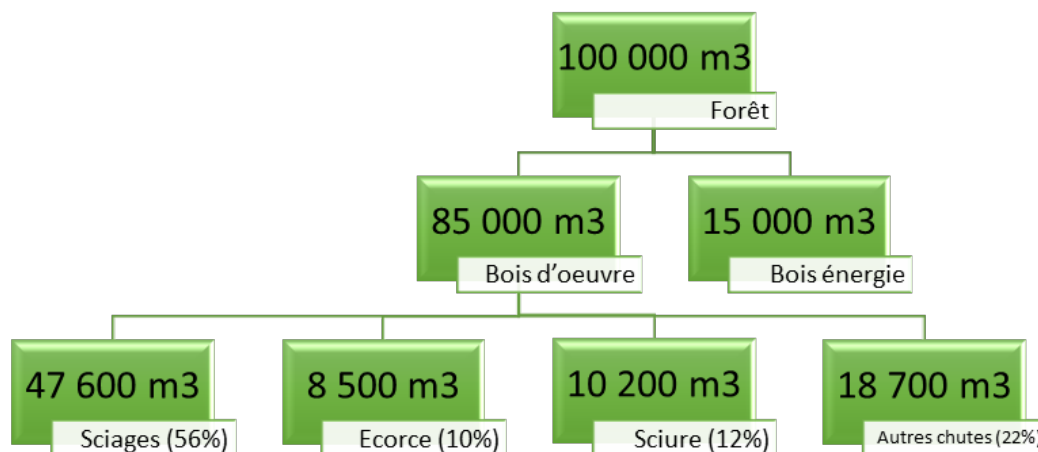 100 000 m3
Forêt
85 000 m3
Bois d'oeuvre
15 000 m3
Bois énergie
47 600 m3
Sciages (56%)
8 500 m3
Ecorce (10%)
10 200 m3
Sciure (12%)
18 700 m3
Autres chutes (22%)